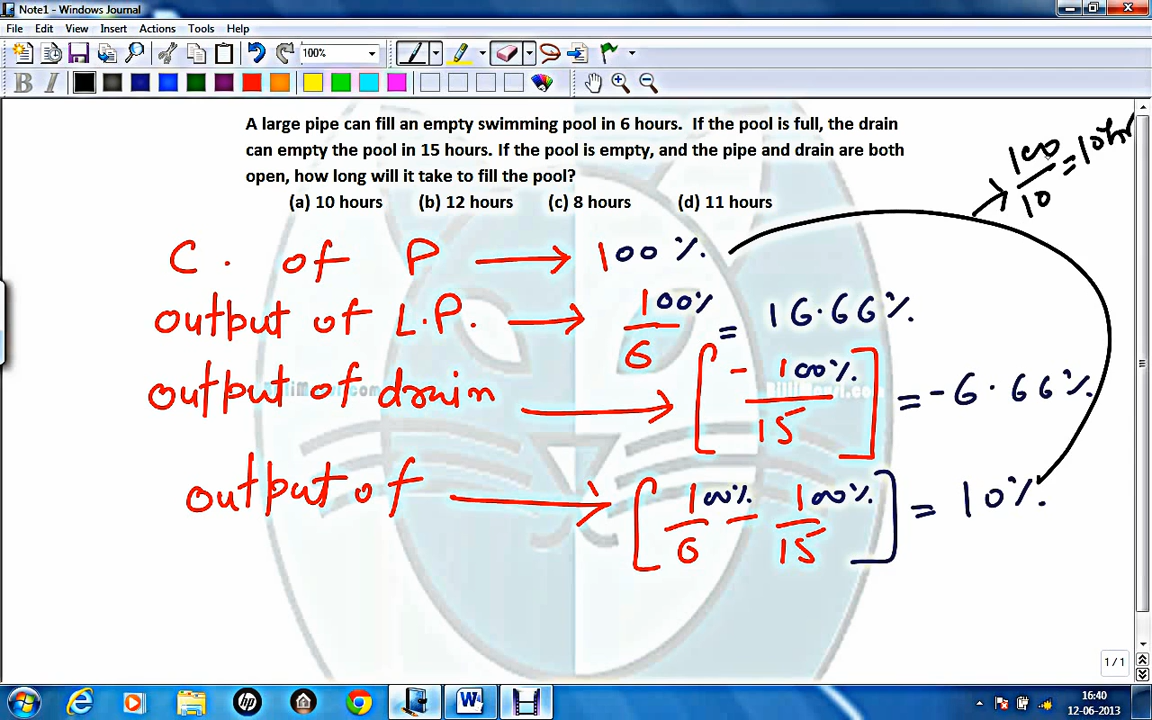 Note1 - Windows Journal
File Edit View Insert Actions Tools Help
100%
B I
A large pipe can fill an empty swimming pool in 6 hours. If the pool is full, the drain
can empty the pool in 15 hours. If the pool is empty, and the pipe and drain are both
open, how long will it take to fill the pool?
(a) 10 hours (b) 12 hours (c) 8 hours (d) 11 hours
100/10 = 10hr
C. of P → 100%
output of L.P. → 100%/6 = 16.66%
output of drain → [-100%/15] = -6.66%
output of → [100%/6 - 100%/15] = 10%
1/1
16:40
12-06-2013